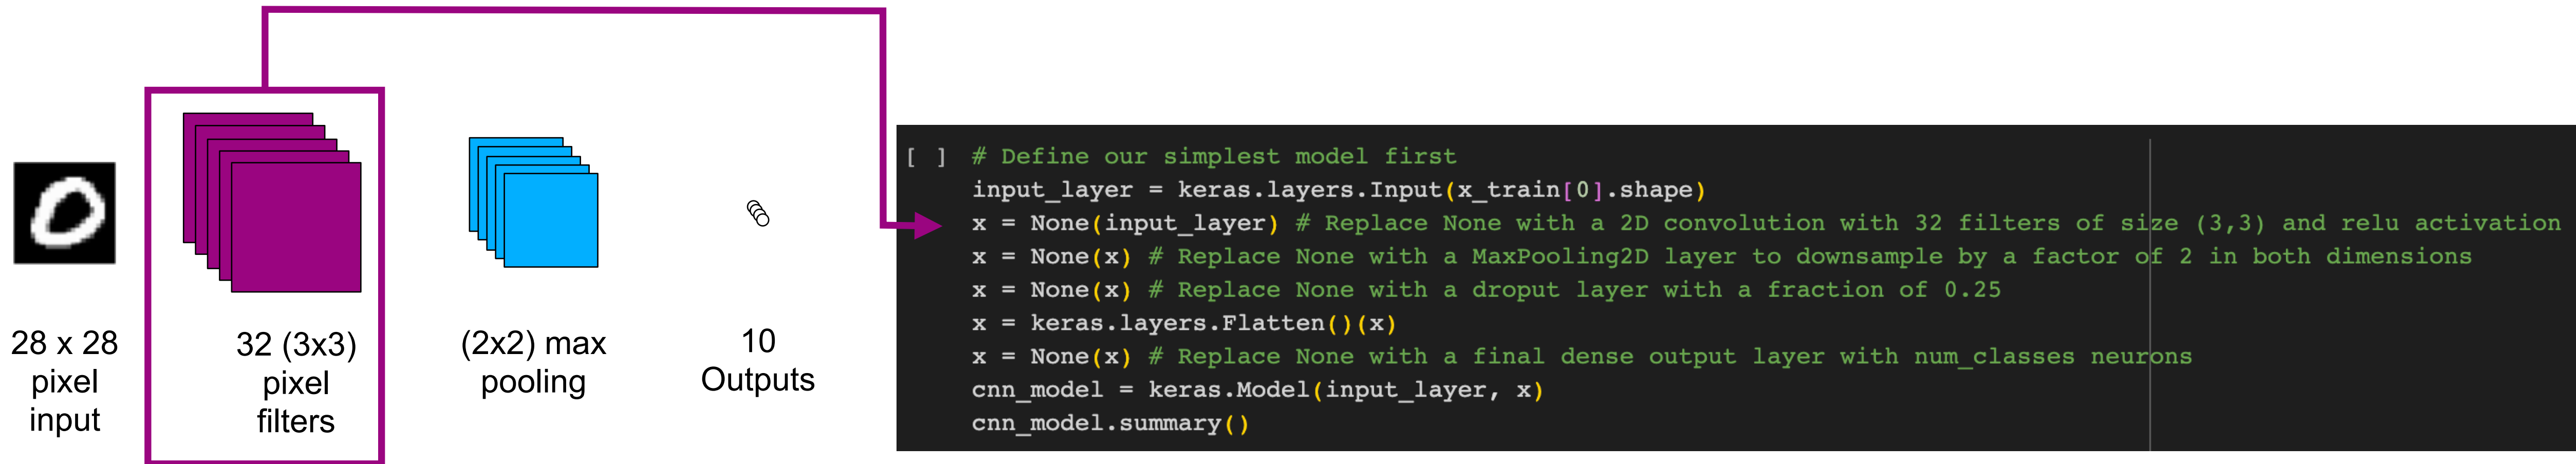 28 x 28
pixel
input
32 (3x3)
pixel
filters
(2x2) max
pooling
10
Outputs
[ ] # Define our simplest model first
input_layer = keras.layers.Input(x_train[0].shape)
x = None(input_layer) # Replace None with a 2D convolution with 32 filters of size (3,3) and relu activation
x = None(x) # Replace None with a MaxPooling2D layer to downsample by a factor of 2 in both dimensions
x = None(x) # Replace None with a droput layer with a fraction of 0.25
x = keras.layers.Flatten()(x)
x = None(x) # Replace None with a final dense output layer with num_classes neurons
cnn_model = keras.Model(input_layer, x)
cnn_model.summary()